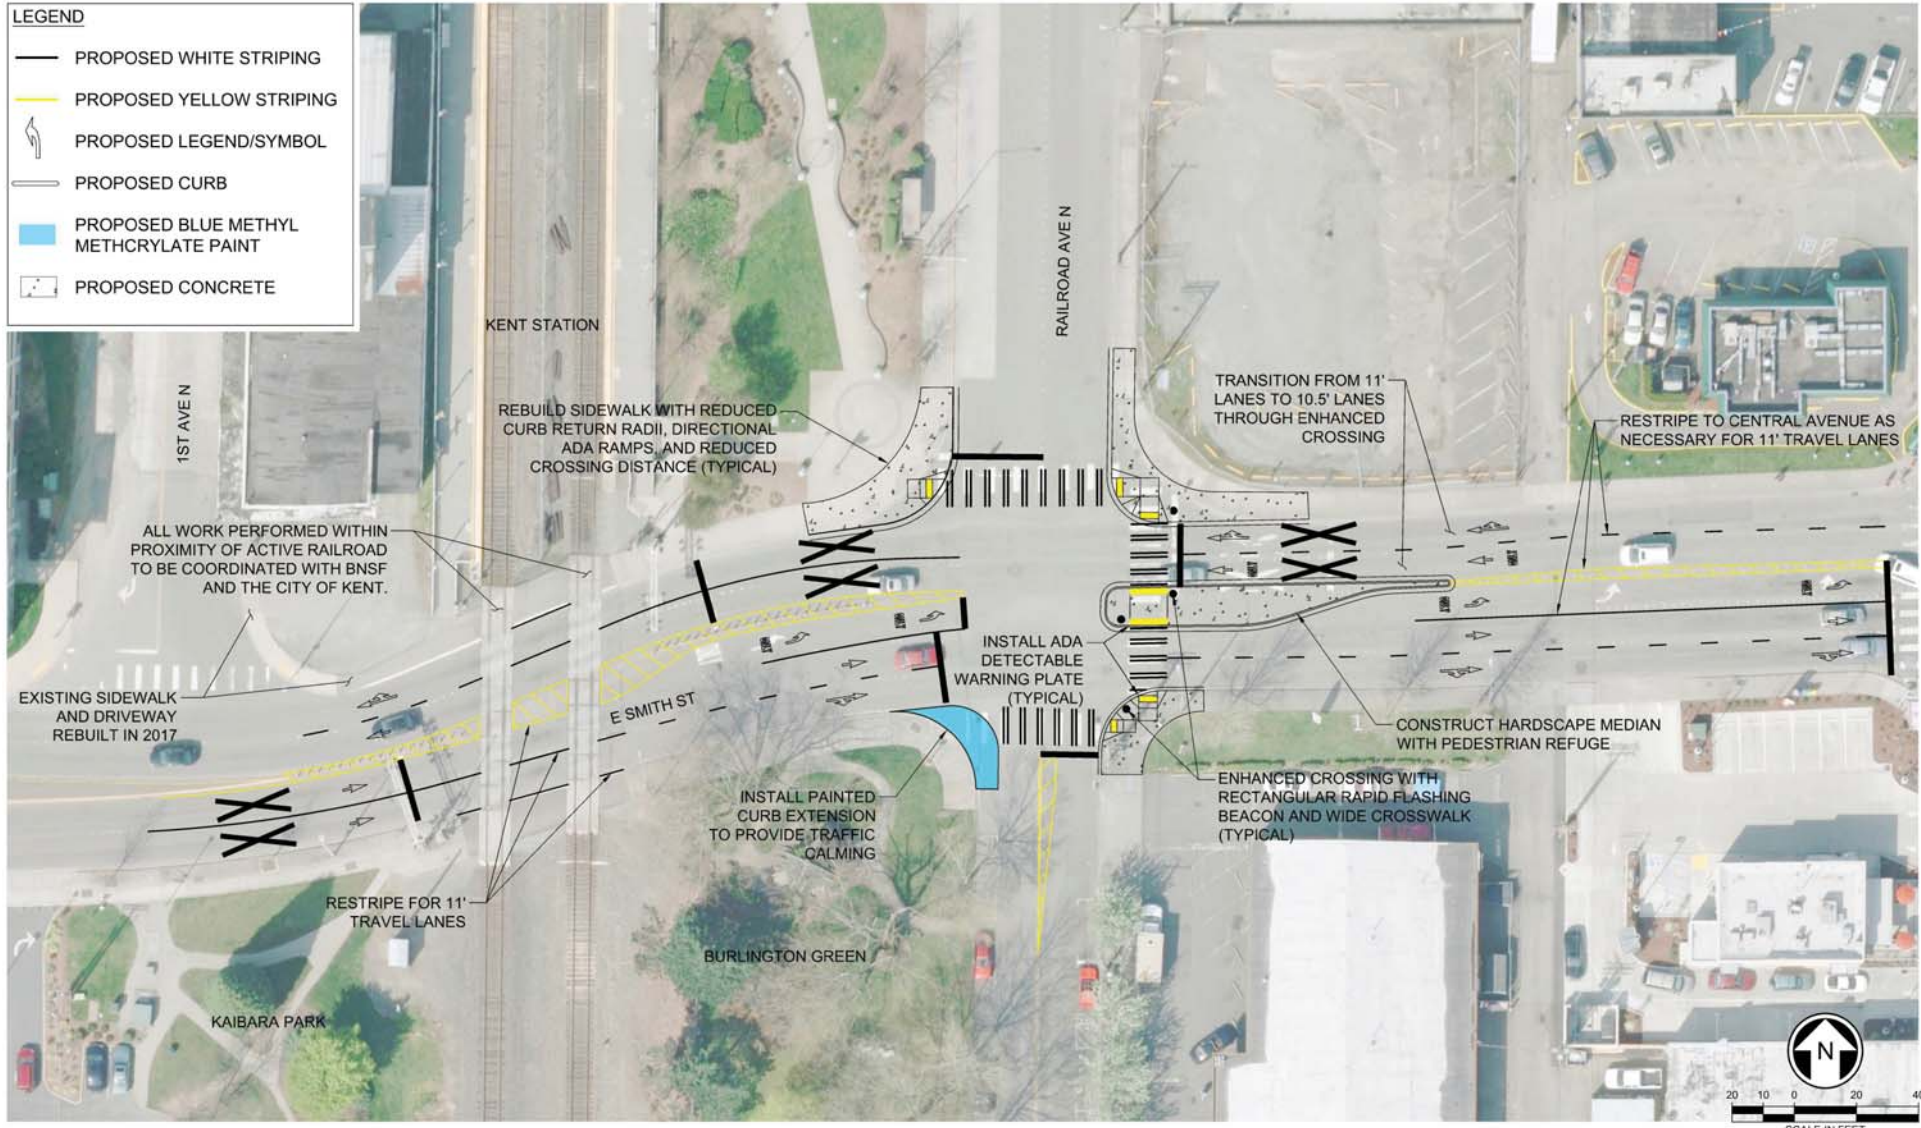 LEGEND
PROPOSED WHITE STRIPING
PROPOSED YELLOW STRIPING
PROPOSED LEGEND/SYMBOL
PROPOSED CURB
PROPOSED BLUE METHYL
METHCRYLATE PAINT
PROPOSED CONCRETE
KENT STATION
1ST AVE N
RAILROAD AVE N
REBUILD SIDEWALK WITH REDUCED
CURB RETURN RADII, DIRECTIONAL
ADA RAMPS, AND REDUCED
CROSSING DISTANCE (TYPICAL)
TRANSITION FROM 11'
LANES TO 10.5' LANES
THROUGH ENHANCED
CROSSING
RESTRIPE TO CENTRAL AVENUE AS
NECESSARY FOR 11' TRAVEL LANES
ALL WORK PERFORMED WITHIN
PROXIMITY OF ACTIVE RAILROAD
TO BE COORDINATED WITH BNSF
AND THE CITY OF KENT.
EXISTING SIDEWALK
AND DRIVEWAY
REBUILT IN 2017
E SMITH ST
INSTALL ADA
DETECTABLE
WARNING PLATE
(TYPICAL)
CONSTRUCT HARDSCAPE MEDIAN
WITH PEDESTRIAN REFUGE
ENHANCED CROSSING WITH
RECTANGULAR RAPID FLASHING
BEACON AND WIDE CROSSWALK
(TYPICAL)
INSTALL PAINTED
CURB EXTENSION
TO PROVIDE TRAFFIC
CALMING
RESTRIPE FOR 11'
TRAVEL LANES
BURLINGTON GREEN
KAIBARA PARK
N
20 10 0 20 40
SCALE IN FEET